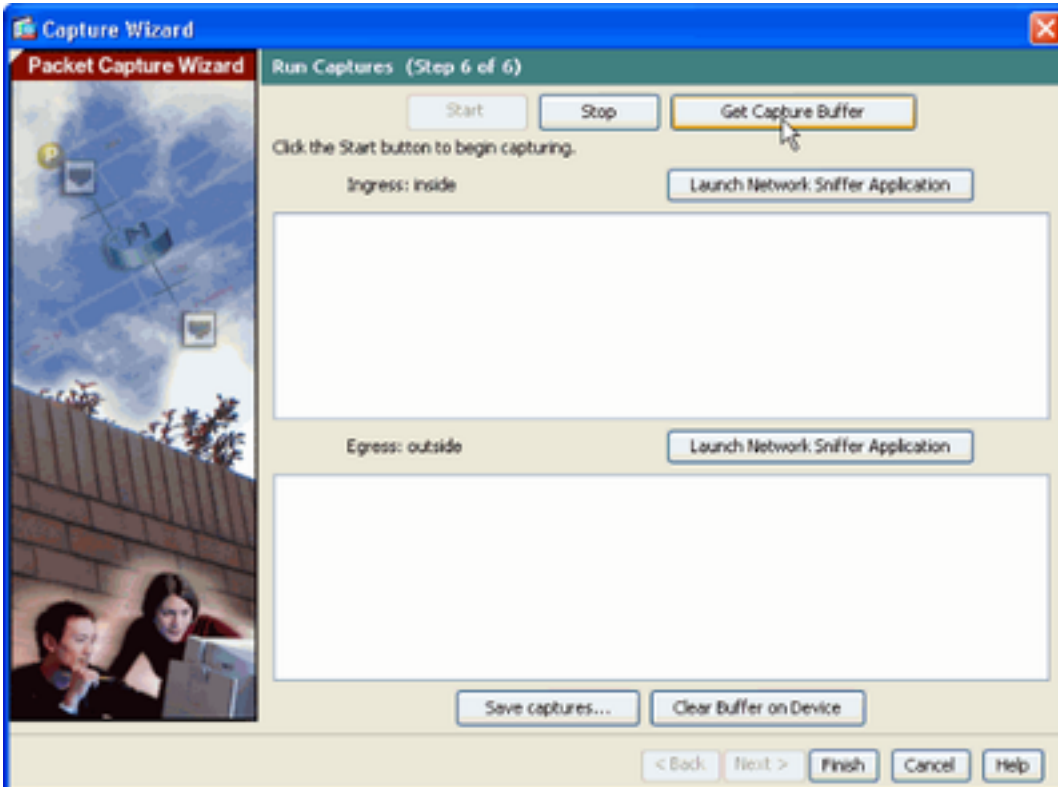 Capture Wizard
Packet Capture Wizard
Run Captures (Step 6 of 6)
Start Stop Get Capture Buffer
Click the Start button to begin capturing.
Ingress: inside Launch Network Sniffer Application
Egress: outside Launch Network Sniffer Application
Save captures... Clear Buffer on Device
< Back Next > Finish Cancel Help